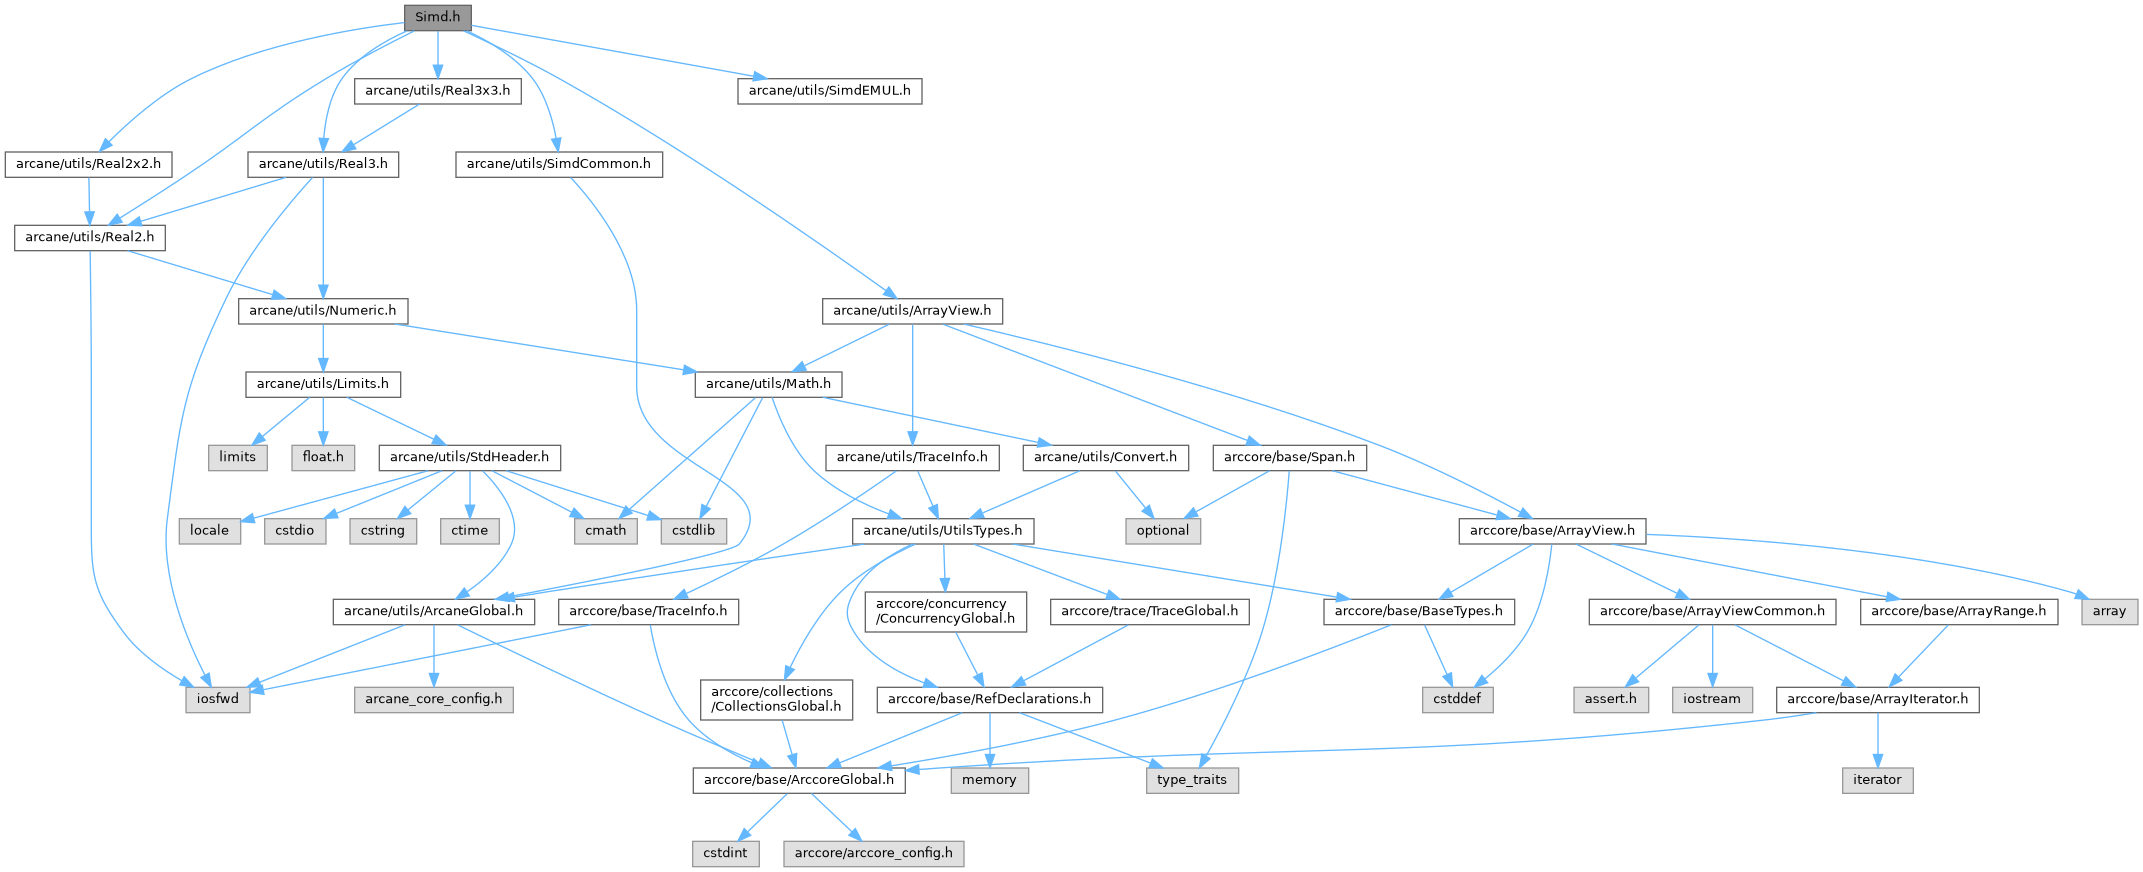 Simd.h
arcane/utils/Real3x3.h
arcane/utils/SimdEMUL.h
arcane/utils/Real2x2.h
arcane/utils/Real3.h
arcane/utils/SimdCommon.h
arcane/utils/Real2.h
arcane/utils/Numeric.h
arcane/utils/ArrayView.h
arcane/utils/Limits.h
arcane/utils/Math.h
limits
float.h
arcane/utils/StdHeader.h
arcane/utils/TraceInfo.h
arcane/utils/Convert.h
arccore/base/Span.h
locale
cstdio
cstring
ctime
cmath
cstdlib
arcane/utils/UtilsTypes.h
optional
arccore/base/ArrayView.h
arcane/utils/ArcaneGlobal.h
arccore/base/TraceInfo.h
arccore/concurrency
/ConcurrencyGlobal.h
arccore/trace/TraceGlobal.h
arccore/base/BaseTypes.h
arccore/base/ArrayViewCommon.h
arccore/base/ArrayRange.h
array
iosfwd
arcane_core_config.h
arccore/collections
/CollectionsGlobal.h
arccore/base/RefDeclarations.h
cstddef
assert.h
iostream
arccore/base/ArrayIterator.h
arccore/base/ArccoreGlobal.h
memory
type_traits
iterator
cstdint
arccore/arccore_config.h